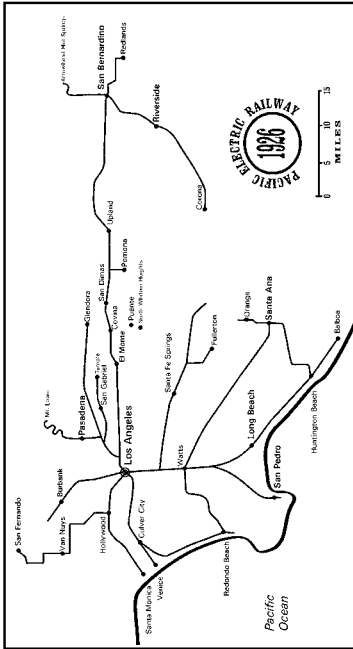 San Fernando
Van Nuys
Burbank
Hollywood
Mt. Lowe
Pasadena
Glendora
Temple
San Gabriel
Los Angeles
El Monte
Covina
San Dimas
Puente
North Whittier Heights
Pomona
Upland
San Bernardino
Arrowhead Hot Springs
Redlands
Riverside
Corona
Culver City
Santa Monica
Venice
Redondo Beach
Watts
Santa Fe Springs
Fullerton
Orange
Santa Ana
Long Beach
San Pedro
Huntington Beach
Balboa
Pacific
Ocean
PACIFIC ELECTRIC RAILWAY
1926
0 5 10 15
MILES